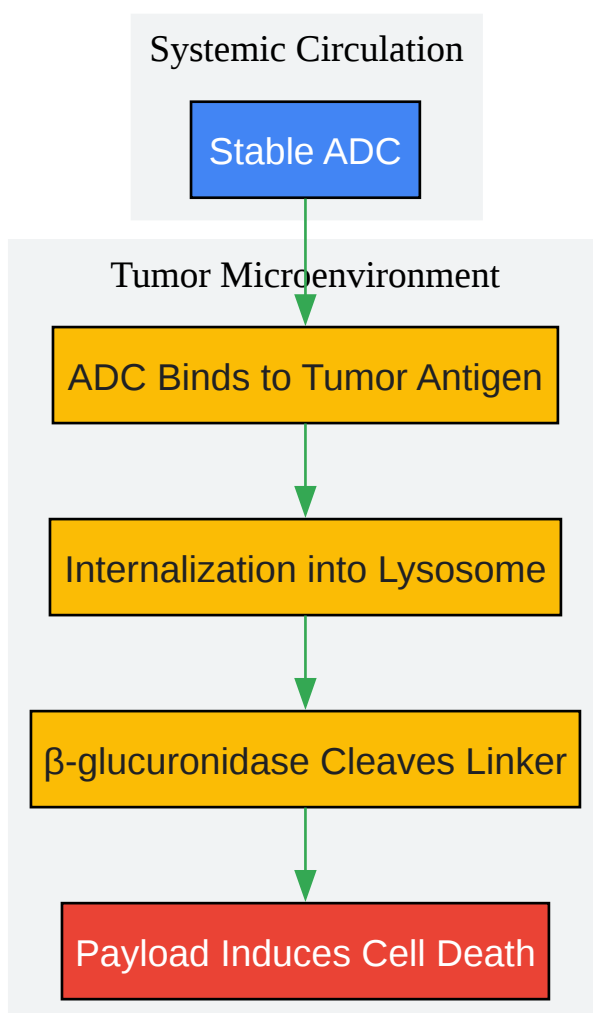 Systemic Circulation
Stable ADC
Tumor Microenvironment
ADC Binds to Tumor Antigen
Internalization into Lysosome
β-glucuronidase Cleaves Linker
Payload Induces Cell Death